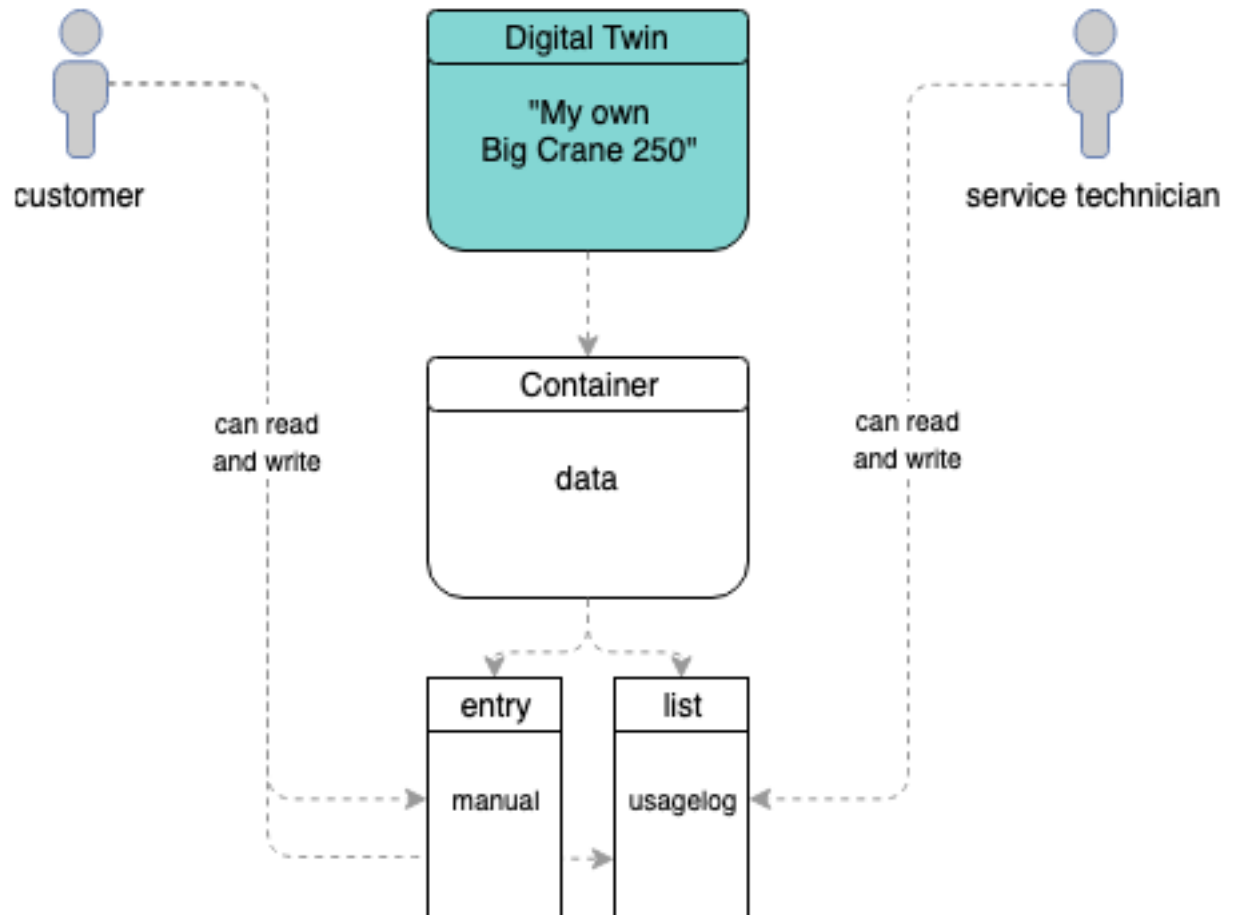 Digital Twin
"My own
Big Crane 250"
customer
service technician
Container
data
can read
and write
can read
and write
entry
list
manual
usagelog